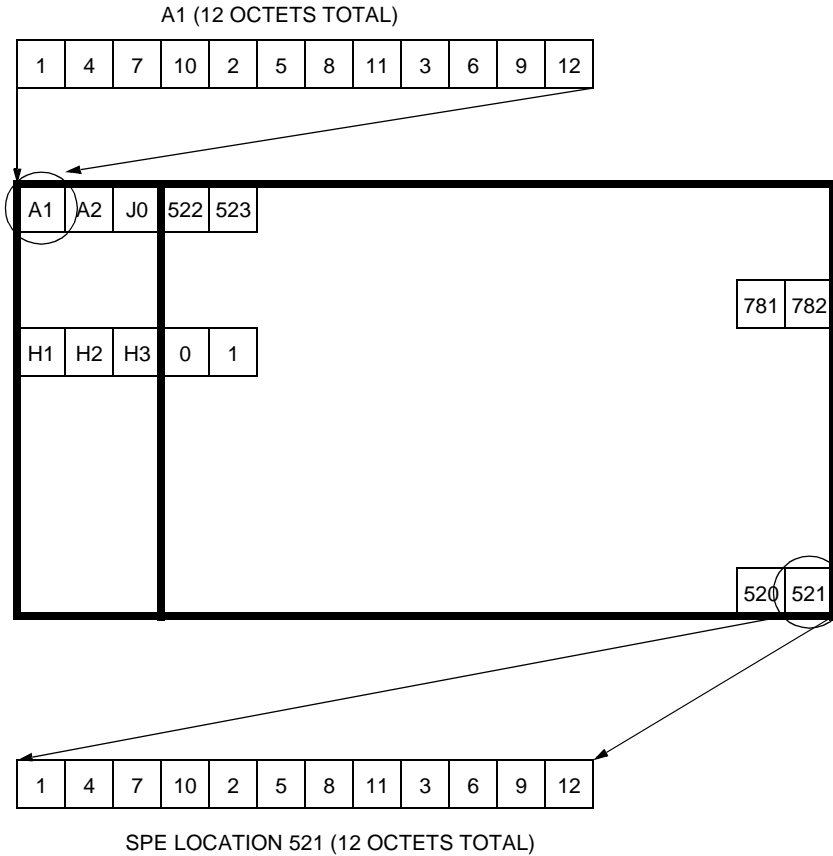 A1 (12 OCTETS TOTAL)
1 4 7 10 2 5 8 11 3 6 9 12
A1 A2 J0 522 523
781 782
H1 H2 H3 0 1
520 521
1 4 7 10 2 5 8 11 3 6 9 12
SPE LOCATION 521 (12 OCTETS TOTAL)